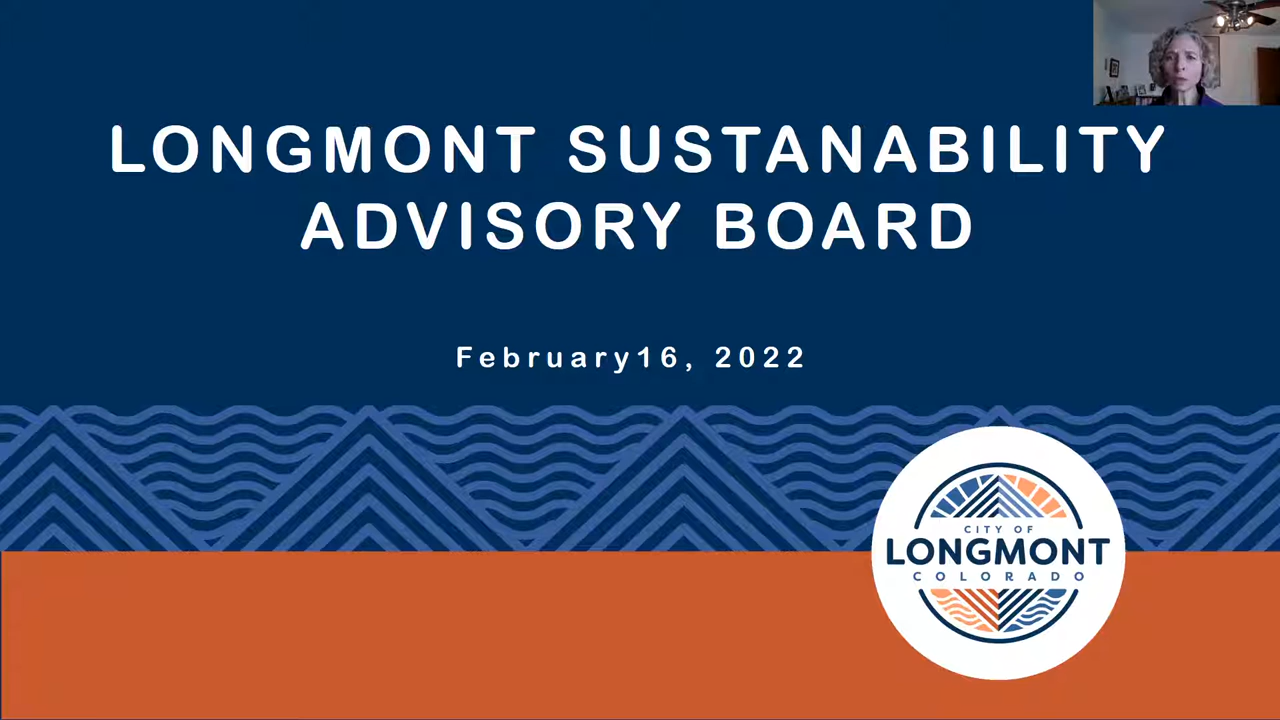 LONGMONT SUSTANABILITY
ADVISORY BOARD
February16, 2022
CITY OF
LONGMONT
COLORADO